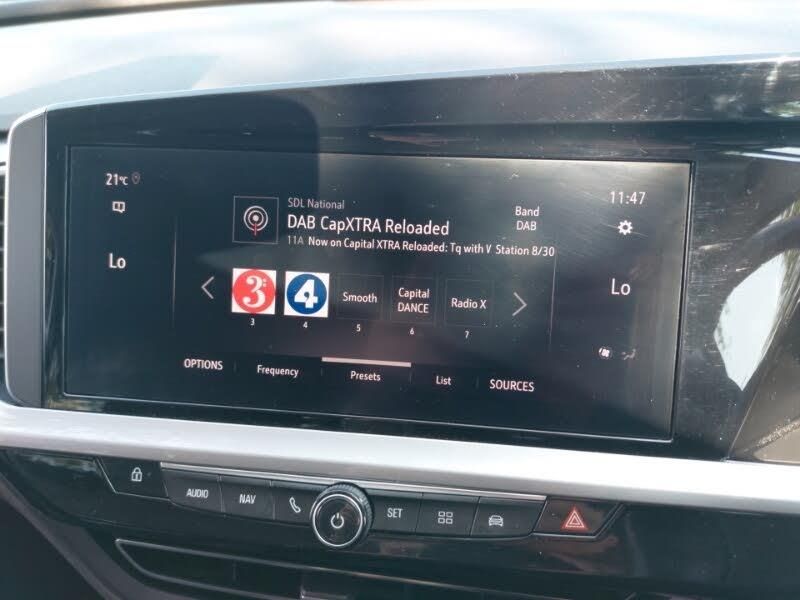 21°C
11:47
SDL National
DAB CapXTRA Reloaded
11A Now on Capital XTRA Reloaded: Tq with V
Band
DAB
Station 8/30
Lo
Lo
3
4
Smooth
Capital
DANCE
Radio X
3
4
5
6
7
OPTIONS
Frequency
Presets
List
SOURCES
AUDIO
NAV
SET